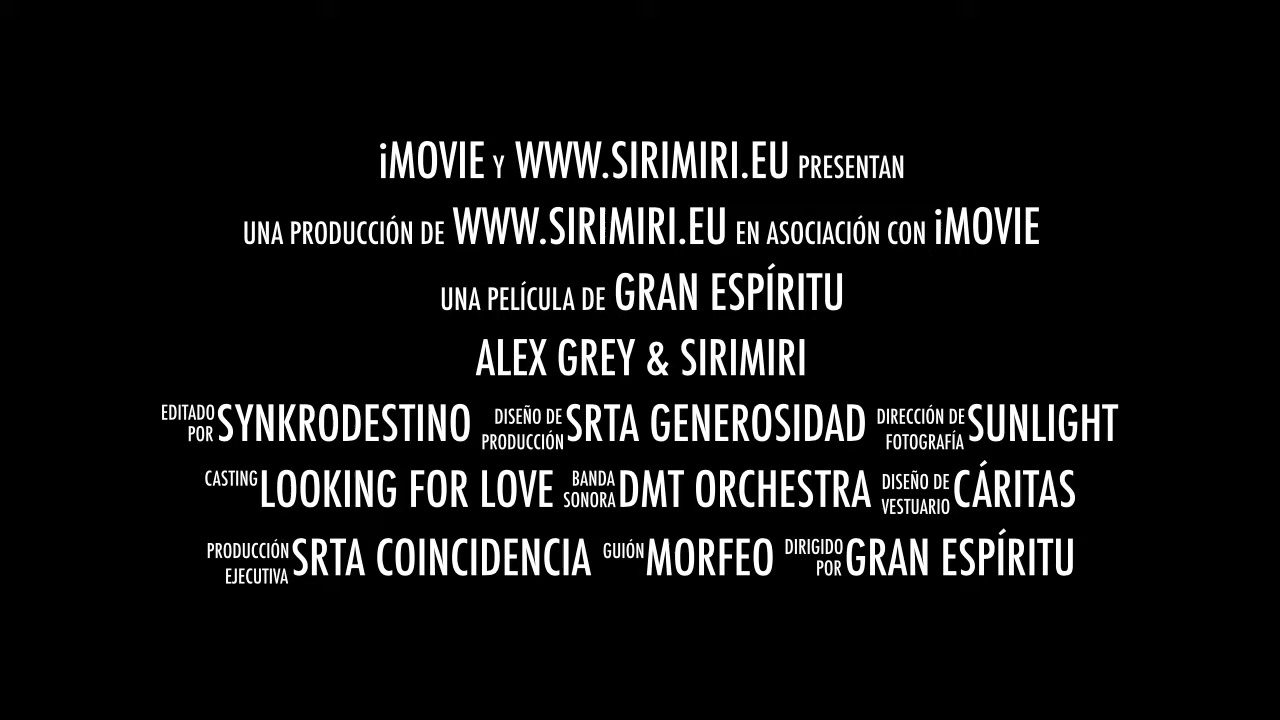 iMOVIE Y WWW.SIRIMIRI.EU PRESENTAN
UNA PRODUCCIÓN DE WWW.SIRIMIRI.EU EN ASOCIACIÓN CON iMOVIE
UNA PELÍCULA DE GRAN ESPÍRITU
ALEX GREY & SIRIMIRI
EDITADO POR SYNKRODESTINO DISEÑO DE PRODUCCIÓN SRTA GENEROSIDAD DIRECCIÓN DE FOTOGRAFÍA SUNLIGHT
CASTING LOOKING FOR LOVE BANDA SONORA DMT ORCHESTRA DISEÑO DE VESTUARIO CÁRITAS
PRODUCCIÓN EJECUTIVA SRTA COINCIDENCIA GUIÓN MORFEO DIRIGIDO POR GRAN ESPÍRITU